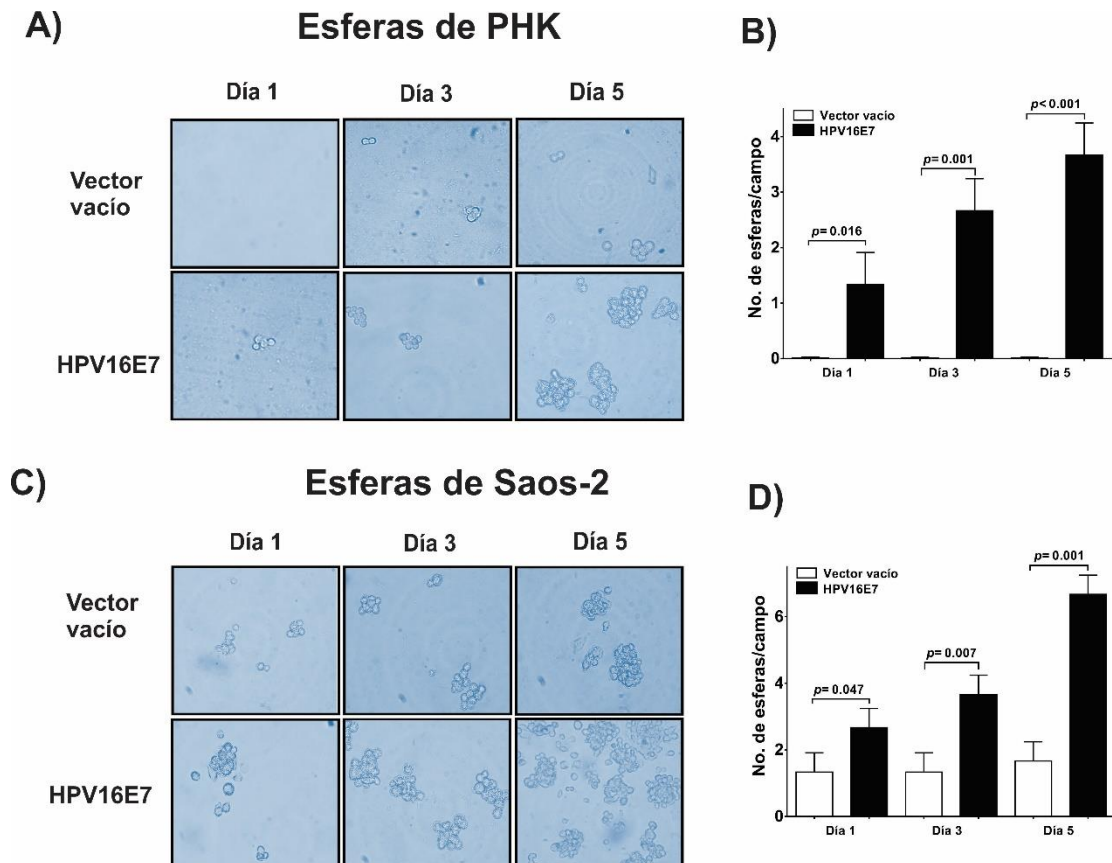 A)
Esferas de PHK
Día 1
Día 3
Día 5
Vector
vacío
HPV16E7
B)
Vector vacío
HPV16E7
p< 0.001
p= 0.001
p= 0.016
No. de esferas/campo
4
3
2
1
0
Día 1
Día 3
Día 5
C)
Esferas de Saos-2
Día 1
Día 3
Día 5
Vector
vacío
HPV16E7
D)
Vector vacío
HPV16E7
p= 0.001
p= 0.007
p= 0.047
No. de esferas/campo
6
4
2
0
Día 1
Día 3
Día 5